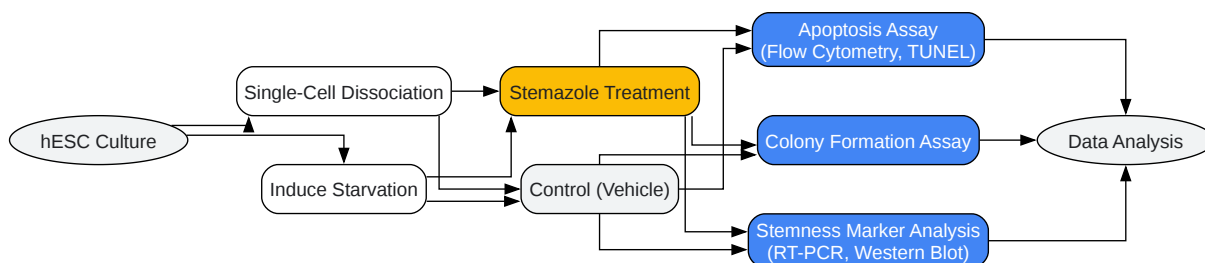 hESC Culture
Single-Cell Dissociation
Induce Starvation
Stemazole Treatment
Control (Vehicle)
Apoptosis Assay
(Flow Cytometry, TUNEL)
Colony Formation Assay
Stemness Marker Analysis
(RT-PCR, Western Blot)
Data Analysis